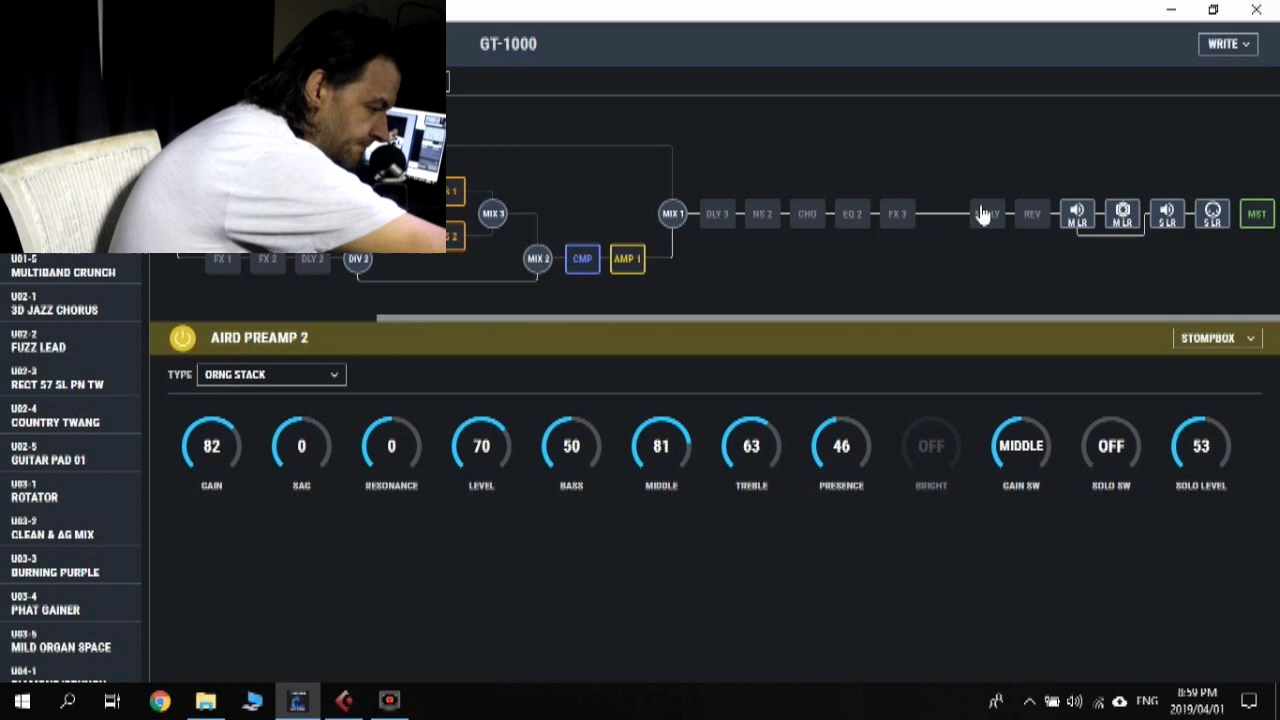 GT-1000
WRITE
1
MIX 3
2
MIX 1
DLY 3
NS 2
CHO
EQ 2
FX 3
REV
M LR
M LR
S LR
S LR
MST
FX 1
FX 2
DLY 2
DIV 2
MIX 2
CMP
AMP 1
U01-5
MULTIBAND CRUNCH
U02-1
3D JAZZ CHORUS
U02-2
FUZZ LEAD
U02-3
RECT 57 SL PN TW
U02-4
COUNTRY TWANG
U02-5
GUITAR PAD 01
U03-1
ROTATOR
U03-2
CLEAN & AG MIX
U03-3
BURNING PURPLE
U03-4
PHAT GAINER
U03-5
MILD ORGAN SPACE
U04-1
AIRD PREAMP 2
STOMPBOX
TYPE ORNG STACK
82 0 0 70 50 81 63 46 OFF MIDDLE OFF 53
GAIN SAG RESONANCE LEVEL BASS MIDDLE TREBLE PRESENCE BRIGHT GAIN SW SOLO SW SOLO LEVEL
ENG
8:59 PM
2019/04/01